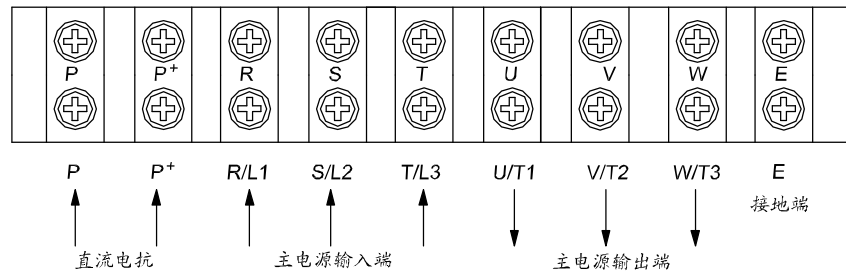 P P+ R S T U V W E
P P+ R/L1 S/L2 T/L3 U/T1 V/T2 W/T3 E
接地端
直流电抗 主电源输入端 主电源输出端